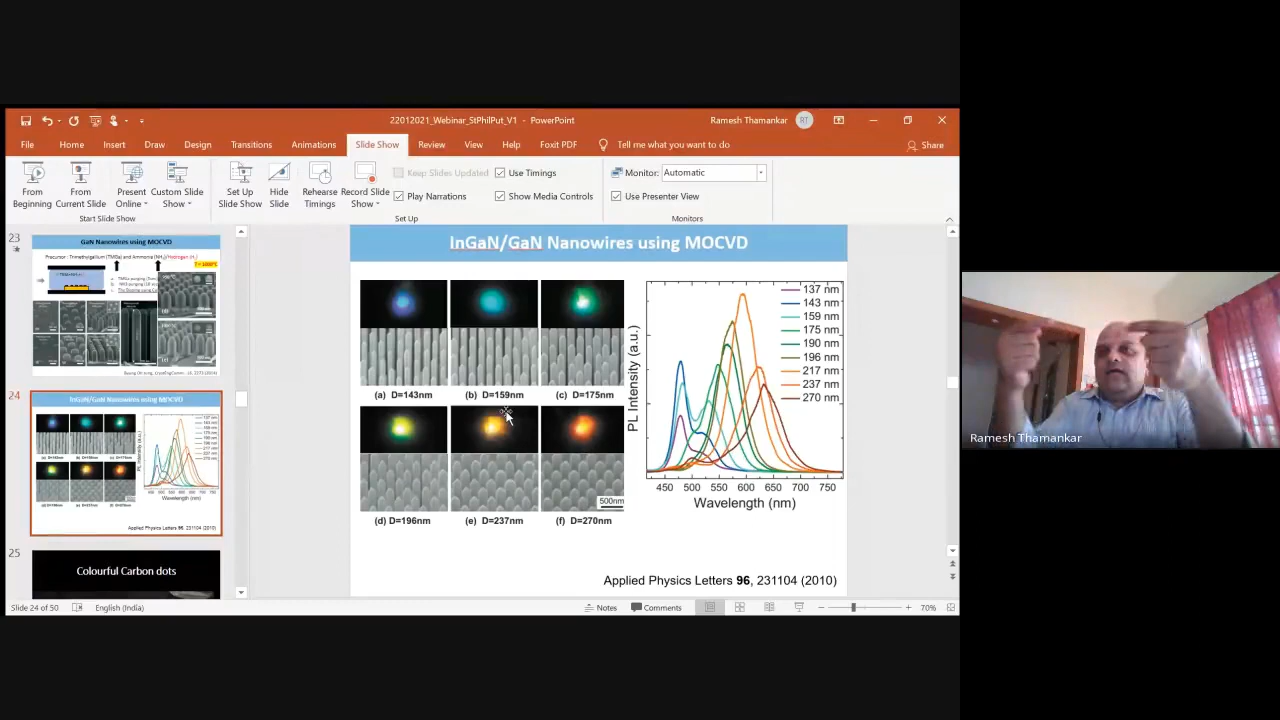 22012021_Webinar_StPhilPut_V1 - PowerPoint
Ramesh Thamankar RT
File Home Insert Draw Design Transitions Animations Slide Show Review View Help Foxit PDF Tell me what you want to do Share
From Beginning
From Current Slide
Present Online
Custom Slide Show
Set Up Slide Show
Hide Slide
Rehearse Timings
Record Slide Show
Keep Slides Updated
Play Narrations
Use Timings
Show Media Controls
Monitor: Automatic
Use Presenter View
Start Slide Show
Set Up
Monitors
23
GaN Nanowires using MOCVD
24
InGaN/GaN Nanowires using MOCVD
Applied Physics Letters 96, 231104 (2010)
25
Colourful Carbon dots
InGaN/GaN Nanowires using MOCVD
(a) D=143nm
(b) D=159nm
(c) D=175nm
(d) D=196nm
(e) D=237nm
(f) D=270nm
500nm
PL Intensity (a.u.)
137 nm
143 nm
159 nm
175 nm
190 nm
196 nm
217 nm
237 nm
270 nm
450 500 550 600 650 700 750
Wavelength (nm)
Applied Physics Letters 96, 231104 (2010)
Slide 24 of 50
English (India)
Notes
Comments
70%
Ramesh Thamankar